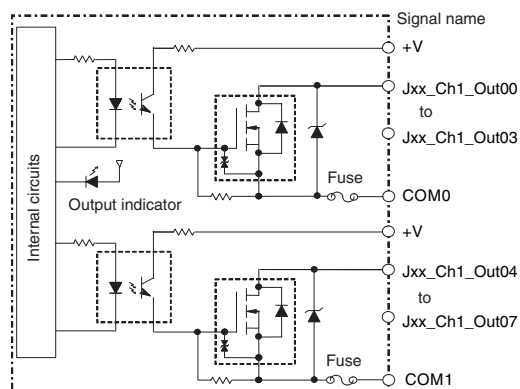 Signal name
+V
Jxx_Ch1_Out00
to
Jxx_Ch1_Out03
Fuse
COM0
Internal circuits
Output indicator
+V
Jxx_Ch1_Out04
to
Jxx_Ch1_Out07
Fuse
COM1